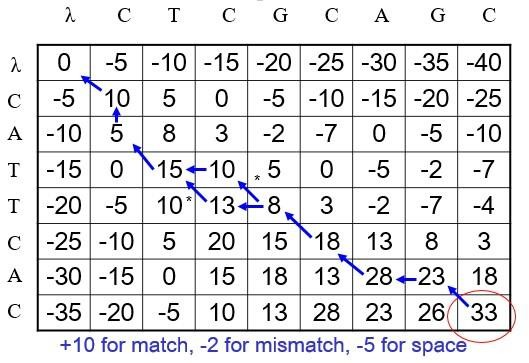 λ C T C G C A G C
λ 0 -5 -10 -15 -20 -25 -30 -35 -40
C -5 10 5 0 -5 -10 -15 -20 -25
A -10 5 8 3 -2 -7 0 -5 -10
T -15 0 15 10 * 5 0 -5 -2 -7
T -20 -5 10 * 13 8 3 -2 -7 -4
C -25 -10 5 20 15 18 13 8 3
A -30 -15 0 15 18 13 28 23 18
C -35 -20 -5 10 13 28 23 26 33
+10 for match, -2 for mismatch, -5 for space